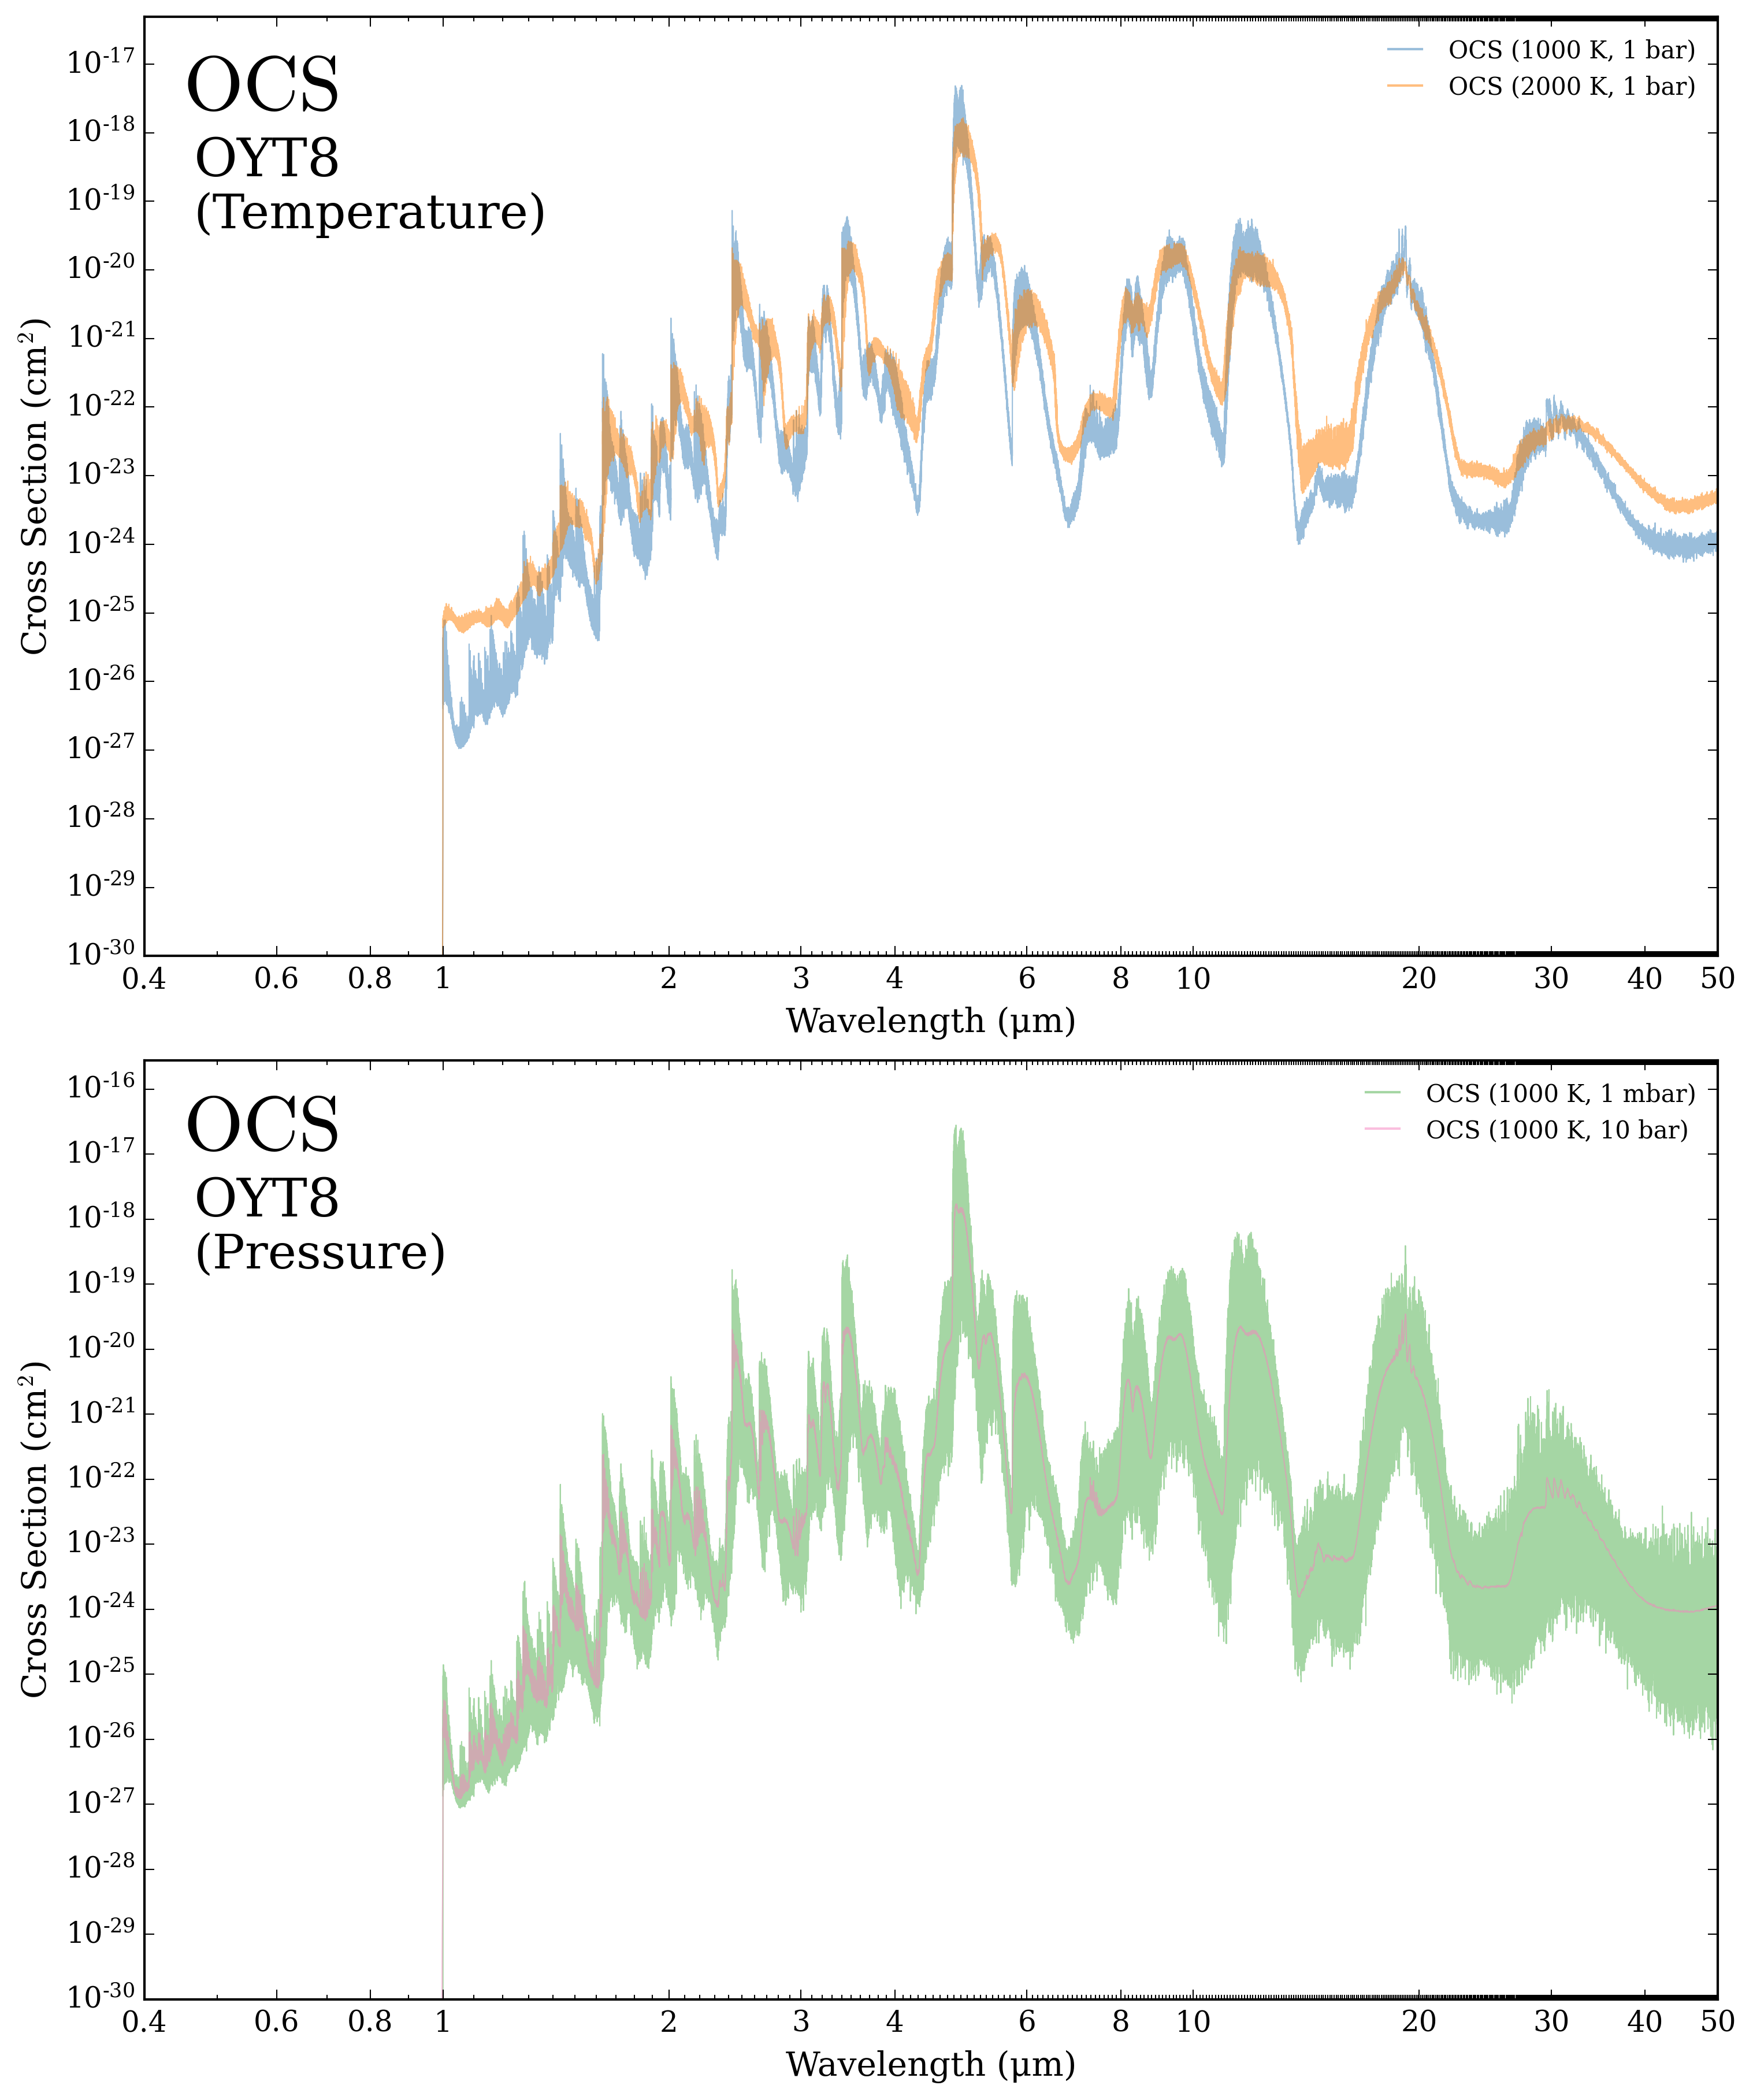 OCS
OYT8
(Temperature)
OCS (1000 K, 1 bar)
OCS (2000 K, 1 bar)
Cross Section (cm²)
10⁻¹⁷
10⁻¹⁸
10⁻¹⁹
10⁻²⁰
10⁻²¹
10⁻²²
10⁻²³
10⁻²⁴
10⁻²⁵
10⁻²⁶
10⁻²⁷
10⁻²⁸
10⁻²⁹
10⁻³⁰
0.4 0.6 0.8 1 2 3 4 6 8 10 20 30 40 50
Wavelength (μm)
OCS
OYT8
(Pressure)
OCS (1000 K, 1 mbar)
OCS (1000 K, 10 bar)
Cross Section (cm²)
10⁻¹⁶
10⁻¹⁷
10⁻¹⁸
10⁻¹⁹
10⁻²⁰
10⁻²¹
10⁻²²
10⁻²³
10⁻²⁴
10⁻²⁵
10⁻²⁶
10⁻²⁷
10⁻²⁸
10⁻²⁹
10⁻³⁰
0.4 0.6 0.8 1 2 3 4 6 8 10 20 30 40 50
Wavelength (μm)